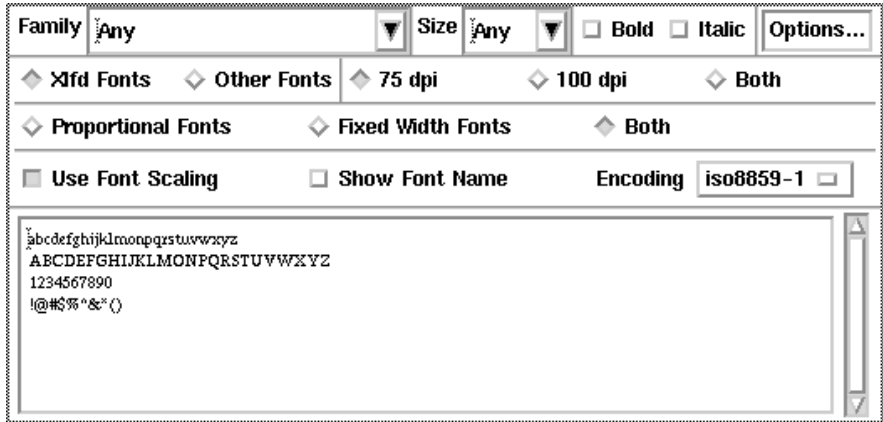 Family Any Size Any Bold Italic Options...
Xlfd Fonts Other Fonts 75 dpi 100 dpi Both
Proportional Fonts Fixed Width Fonts Both
Use Font Scaling Show Font Name Encoding iso8859-1
abcdefghijklmonpqrstuvwxyz
ABCDEFGHIJKLMONPQRSTUVWXYZ
1234567890
!@#$%^&*()